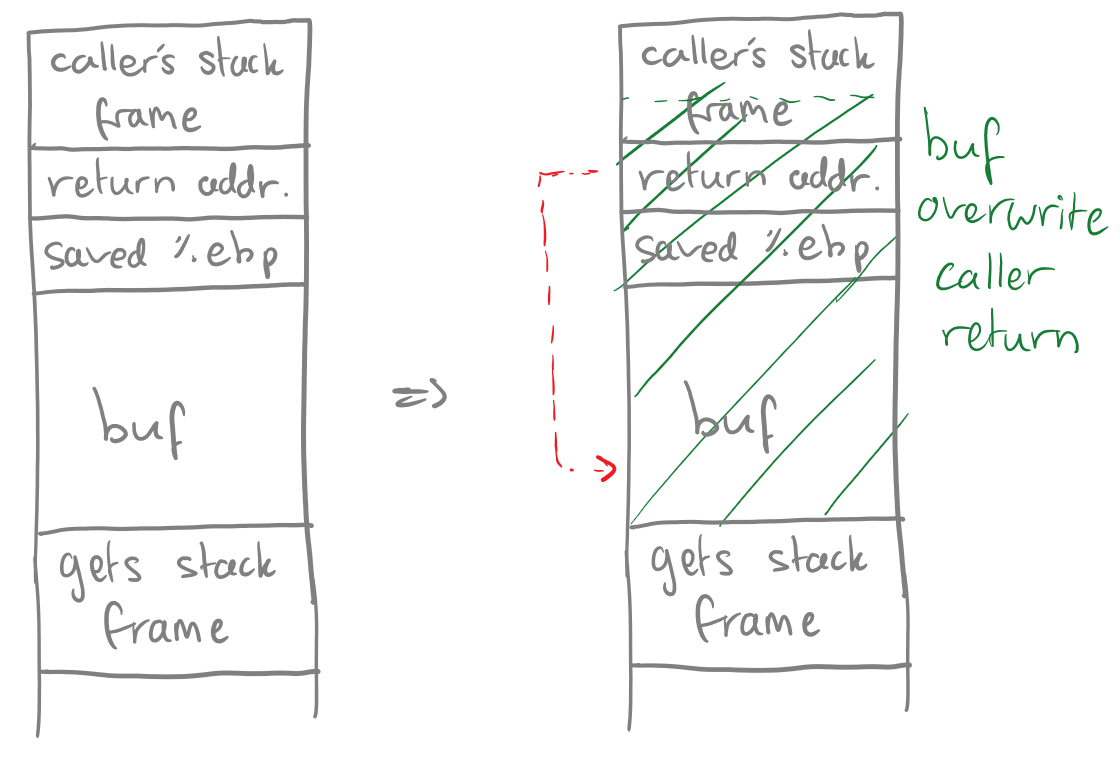 caller's stack
frame
return addr.
saved %ebp
buf
gets stack
frame
=>
caller's stack
frame
return addr.
saved %ebp
buf
gets stack
frame
buf
overwrite
caller
return